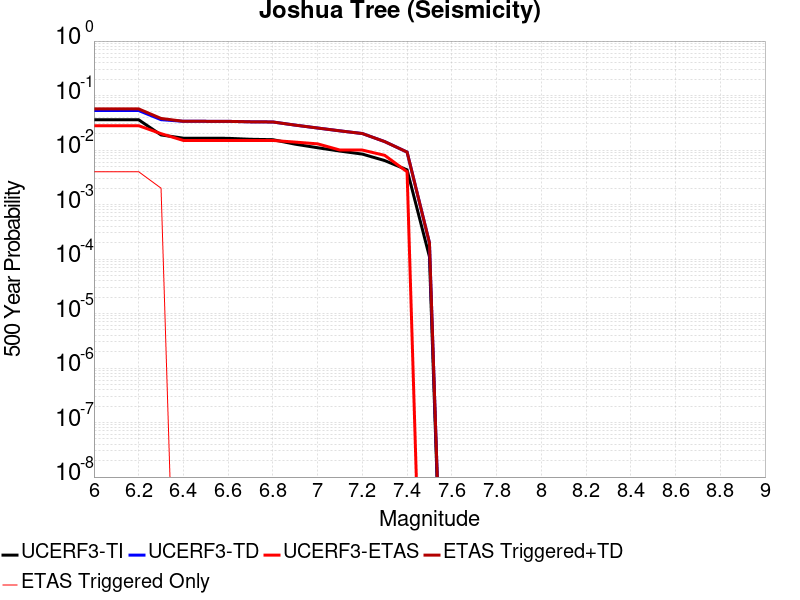 Joshua Tree (Seismicity)
10^0
10^-1
10^-2
10^-3
10^-4
10^-5
10^-6
10^-7
10^-8
500 Year Probability
6 6.2 6.4 6.6 6.8 7 7.2 7.4 7.6 7.8 8 8.2 8.4 8.6 8.8 9
Magnitude
UCERF3-TI UCERF3-TD UCERF3-ETAS ETAS Triggered+TD
ETAS Triggered Only